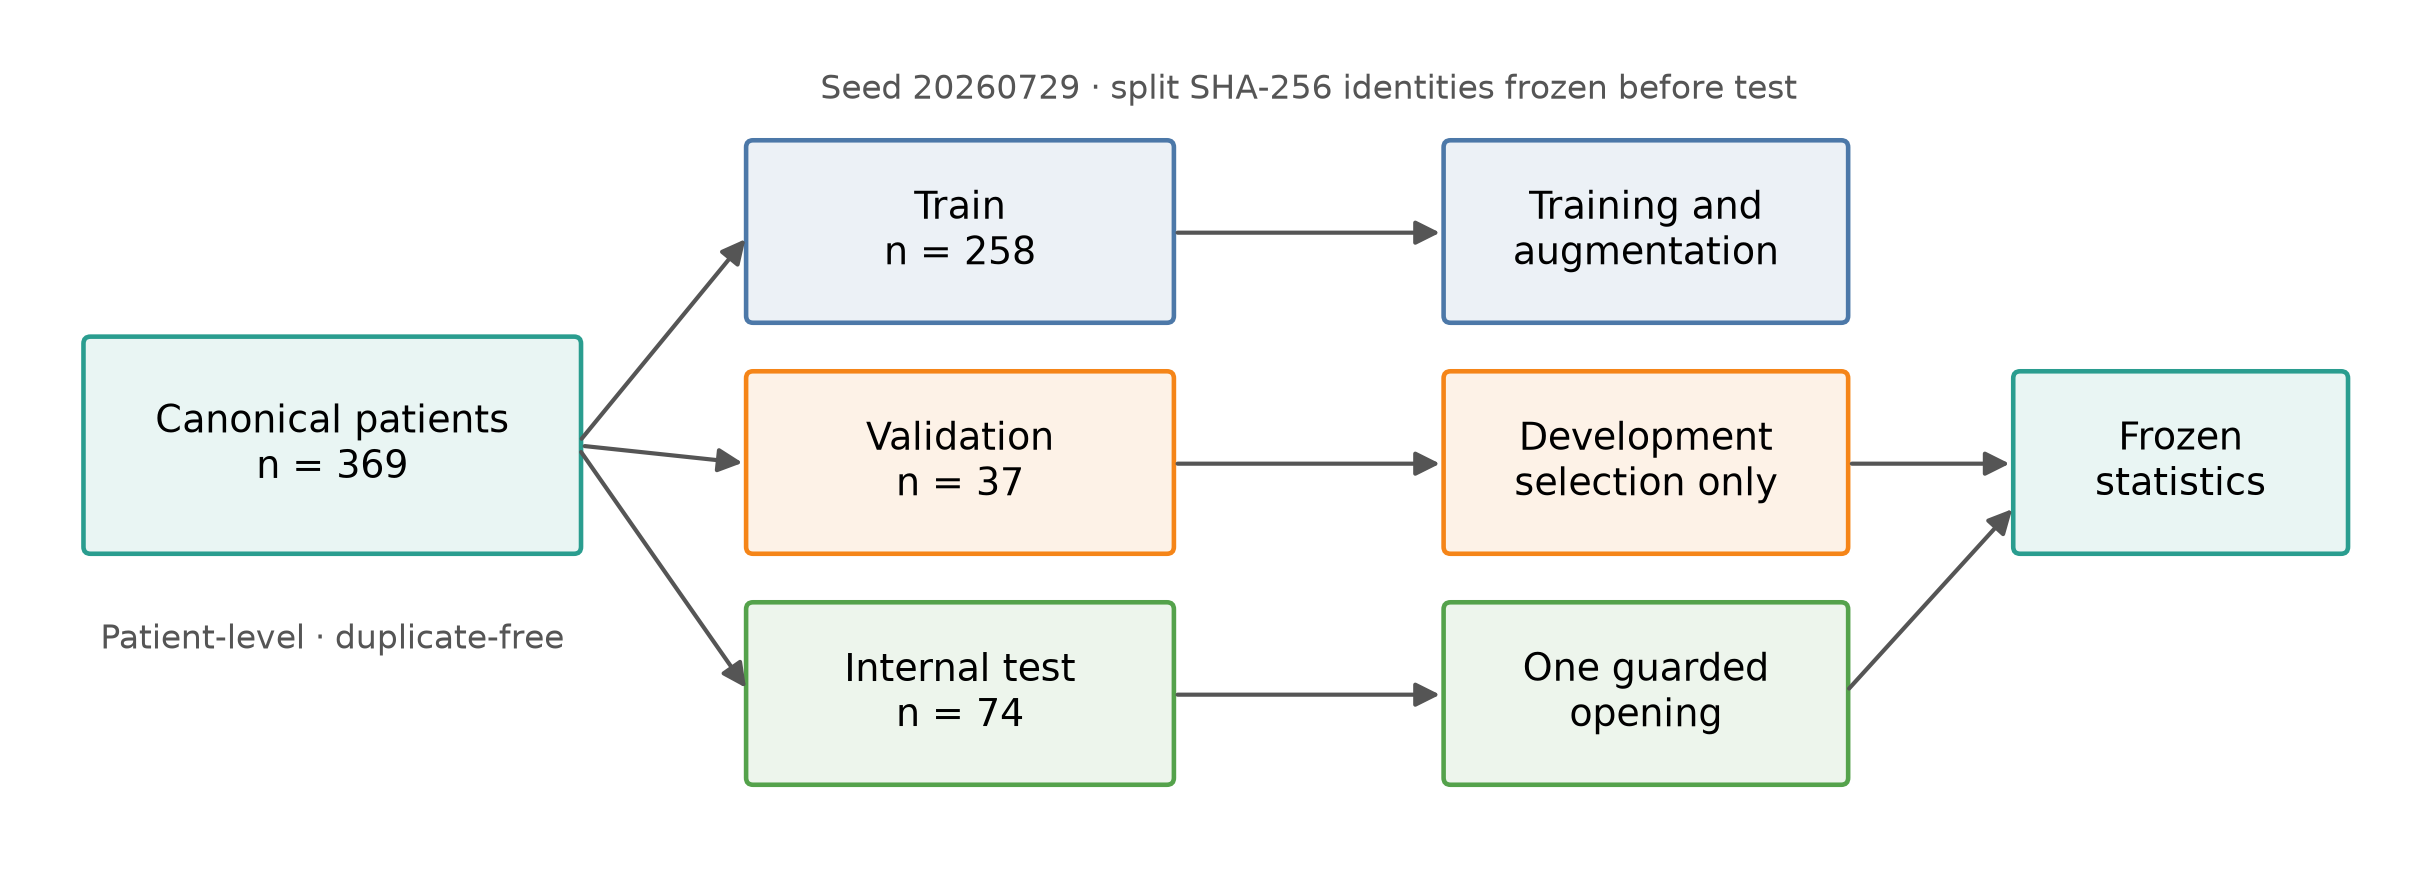 Seed 20260729 · split SHA-256 identities frozen before test
Train
n = 258
Training and
augmentation
Canonical patients
n = 369
Validation
n = 37
Development
selection only
Frozen
statistics
Patient-level · duplicate-free
Internal test
n = 74
One guarded
opening